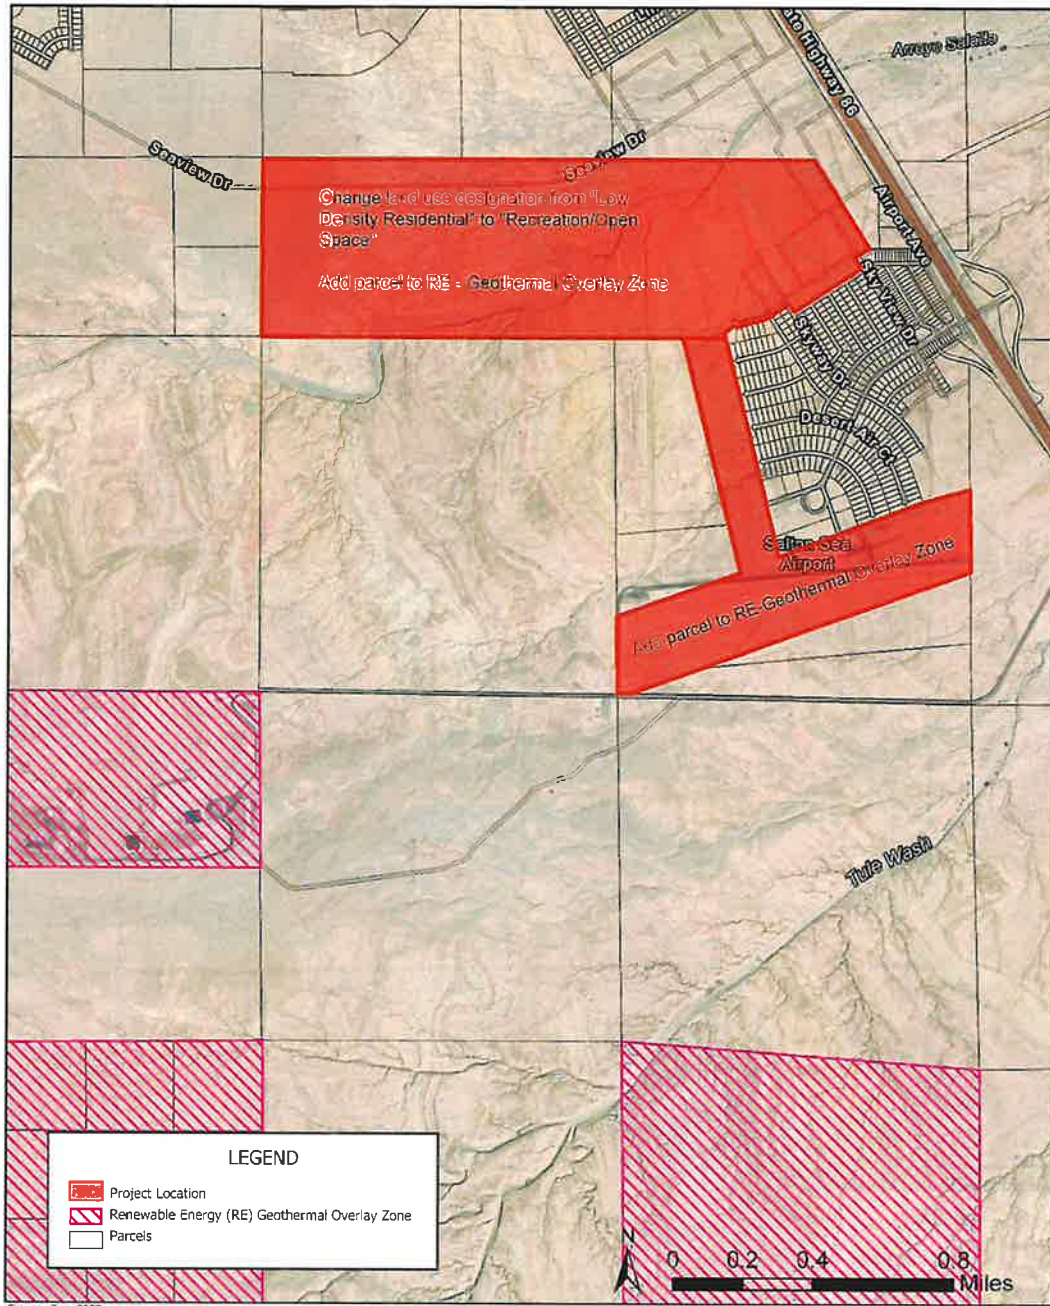 ate Highway 86
Arroyo Salada
Seaview Dr
Seaview Dr
Airport Ave
Change land use designation from "Low
Density Residential" to "Recreation/Open
Space"
Add parcel to RE - Geothermal Overlay Zone
Sky View Dr
Skyway Dr
Desert Air Ct
Salton Sea
Airport
Add parcel to RE-Geothermal Overlay Zone
Tule Wash
LEGEND
Project Location
Renewable Energy (RE) Geothermal Overlay Zone
Parcels
N
0 0.2 0.4 0.8
Miles